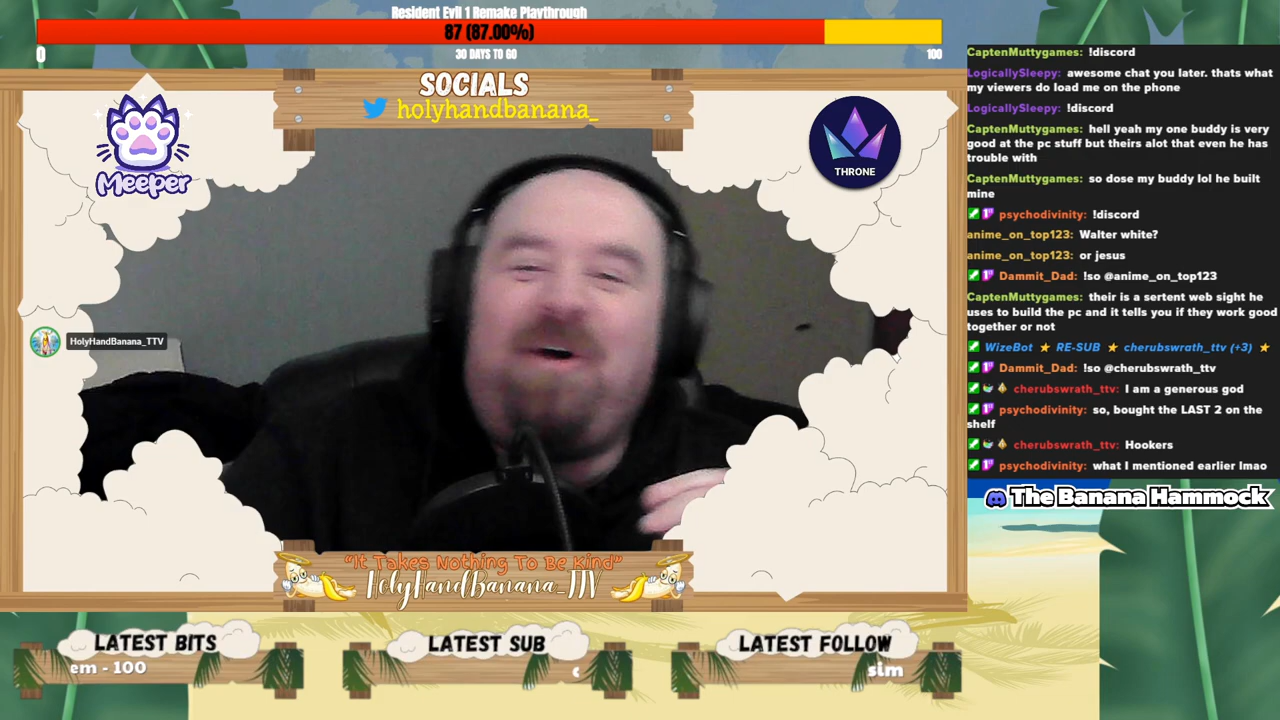 Resident Evil 1 Remake Playthrough
87 (87.00%)
0
30 DAYS TO GO
100
SOCIALS
holyhandbanana_
Meeper
THRONE
HolyHandBanana_TTV
"It Takes Nothing To Be Kind"
HolyHandBanana_TTV
LATEST BITS
em - 100
LATEST SUB
LATEST FOLLOW
sim
CaptenMuttygames: !discord
LogicallySleepy: awesome chat you later. thats what
my viewers do load me on the phone
LogicallySleepy: !discord
CaptenMuttygames: hell yeah my one buddy is very
good at the pc stuff but theirs alot that even he has
trouble with
CaptenMuttygames: so dose my buddy lol he built
mine
psychodivinity: !discord
anime_on_top123: Walter white?
anime_on_top123: or jesus
Dammit_Dad: !so @anime_on_top123
CaptenMuttygames: their is a sertent web sight he
uses to build the pc and it tells you if they work good
together or not
WizeBot ★ RE-SUB ★ cherubswrath_ttv (+3) ★
Dammit_Dad: !so @cherubswrath_ttv
cherubswrath_ttv: I am a generous god
psychodivinity: so, bought the LAST 2 on the
shelf
cherubswrath_ttv: Hookers
psychodivinity: what I mentioned earlier lmao
The Banana Hammock